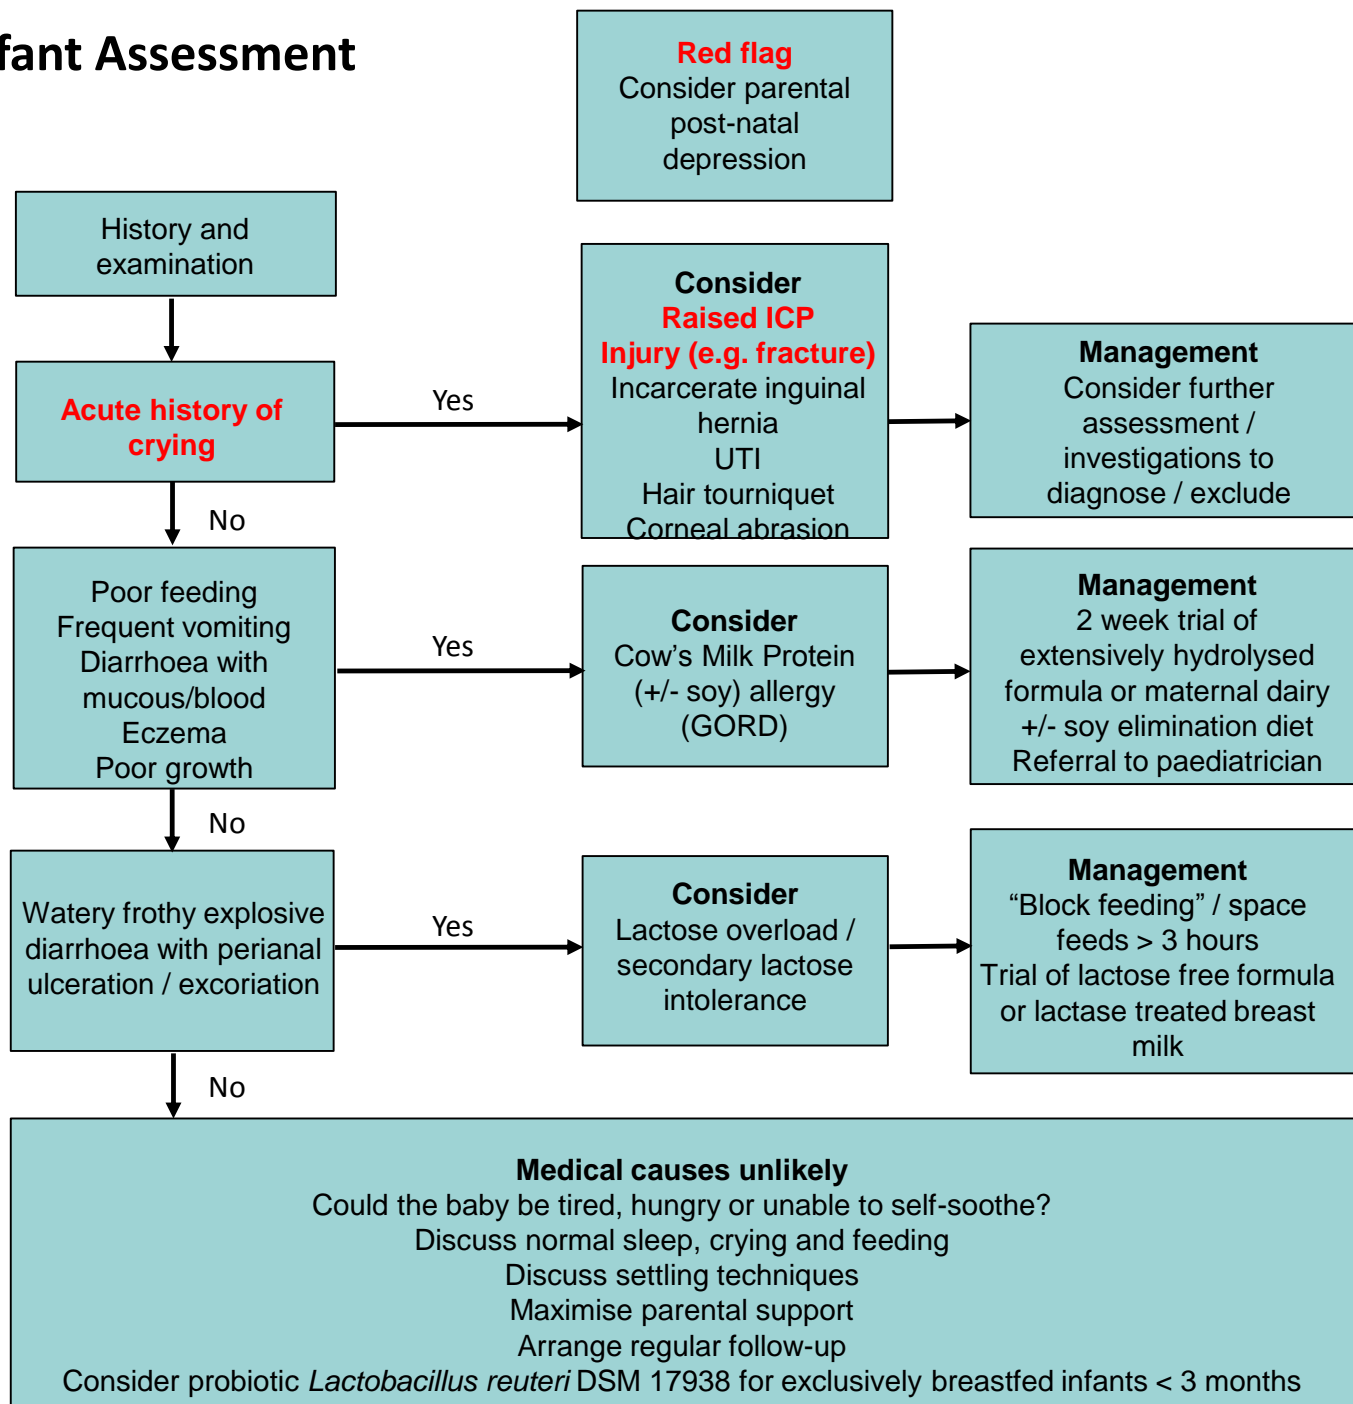 fant Assessment
Red flag
Consider parental
post-natal
depression
History and
examination
Acute history of
crying
Yes
Consider
Raised ICP
Injury (e.g. fracture)
Incarcerate inguinal
hernia
UTI
Hair tourniquet
Corneal abrasion
Management
Consider further
assessment /
investigations to
diagnose / exclude
No
Poor feeding
Frequent vomiting
Diarrhoea with
mucous/blood
Eczema
Poor growth
Yes
Consider
Cow's Milk Protein
(+/- soy) allergy
(GORD)
Management
2 week trial of
extensively hydrolysed
formula or maternal dairy
+/- soy elimination diet
Referral to paediatrician
No
Watery frothy explosive
diarrhoea with perianal
ulceration / excoriation
Yes
Consider
Lactose overload /
secondary lactose
intolerance
Management
“Block feeding” / space
feeds > 3 hours
Trial of lactose free formula
or lactase treated breast
milk
No
Medical causes unlikely
Could the baby be tired, hungry or unable to self-soothe?
Discuss normal sleep, crying and feeding
Discuss settling techniques
Maximise parental support
Arrange regular follow-up
Consider probiotic Lactobacillus reuteri DSM 17938 for exclusively breastfed infants < 3 months